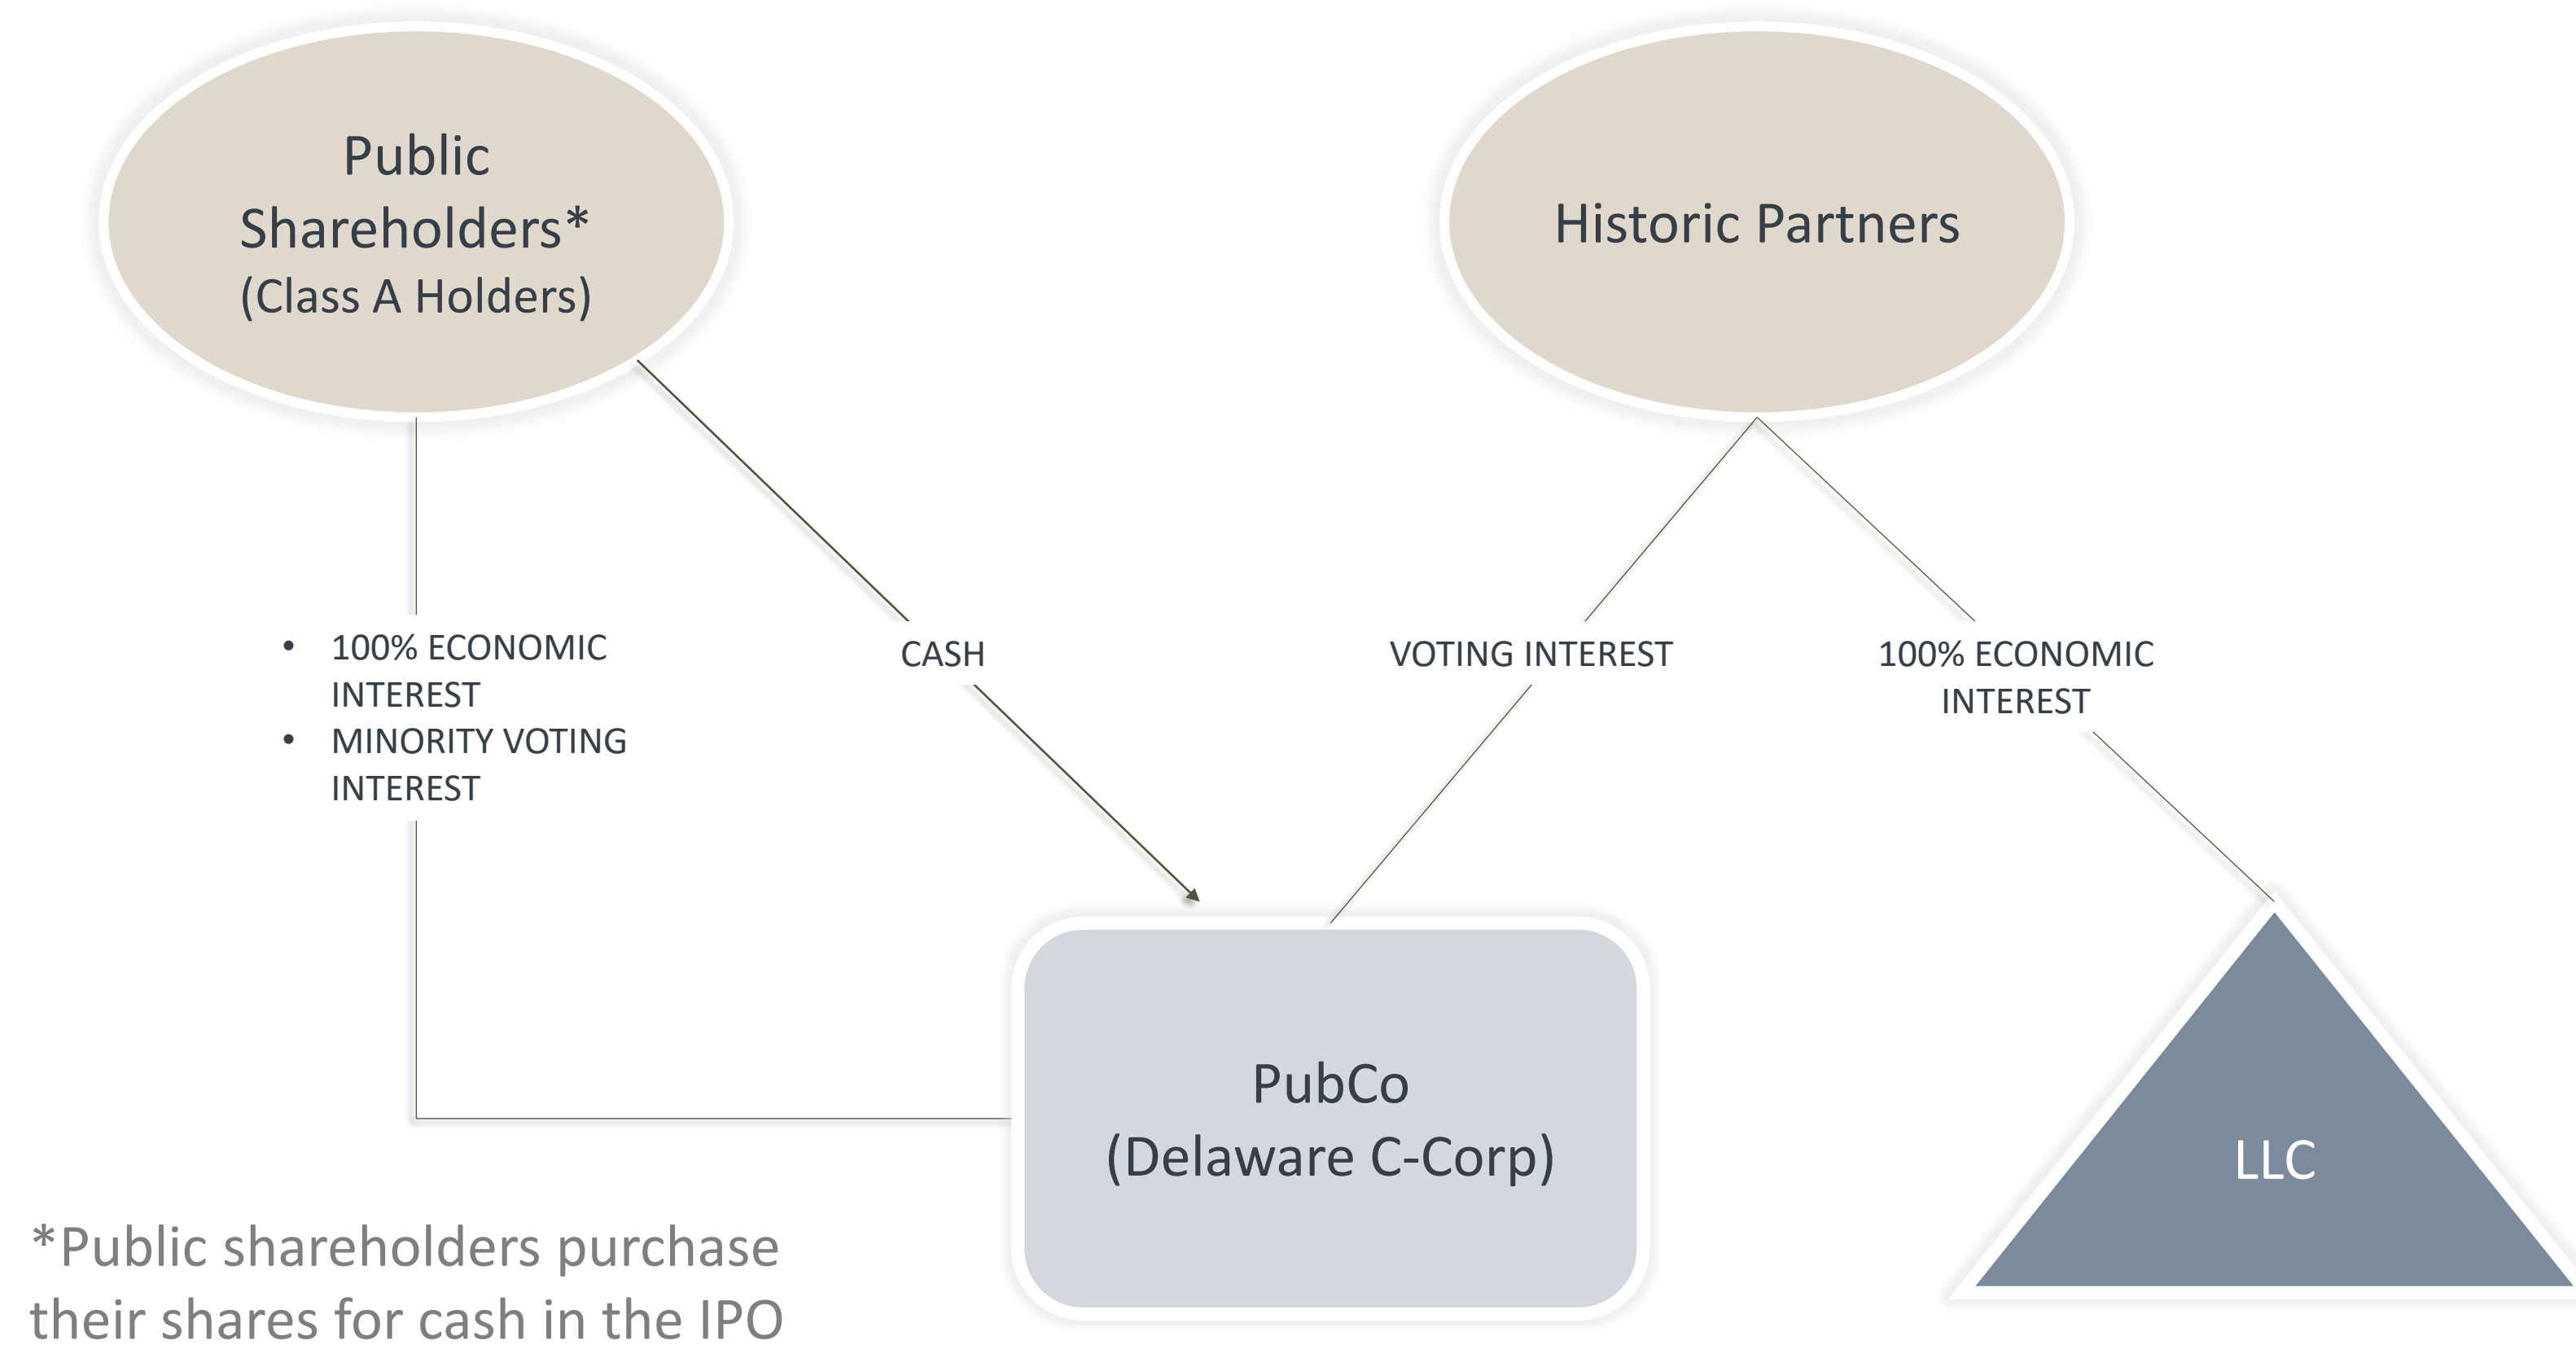 Public
Shareholders*
(Class A Holders)
Historic Partners
• 100% ECONOMIC
INTEREST
• MINORITY VOTING
INTEREST
CASH
VOTING INTEREST
100% ECONOMIC
INTEREST
PubCo
(Delaware C-Corp)
LLC
*Public shareholders purchase
their shares for cash in the IPO